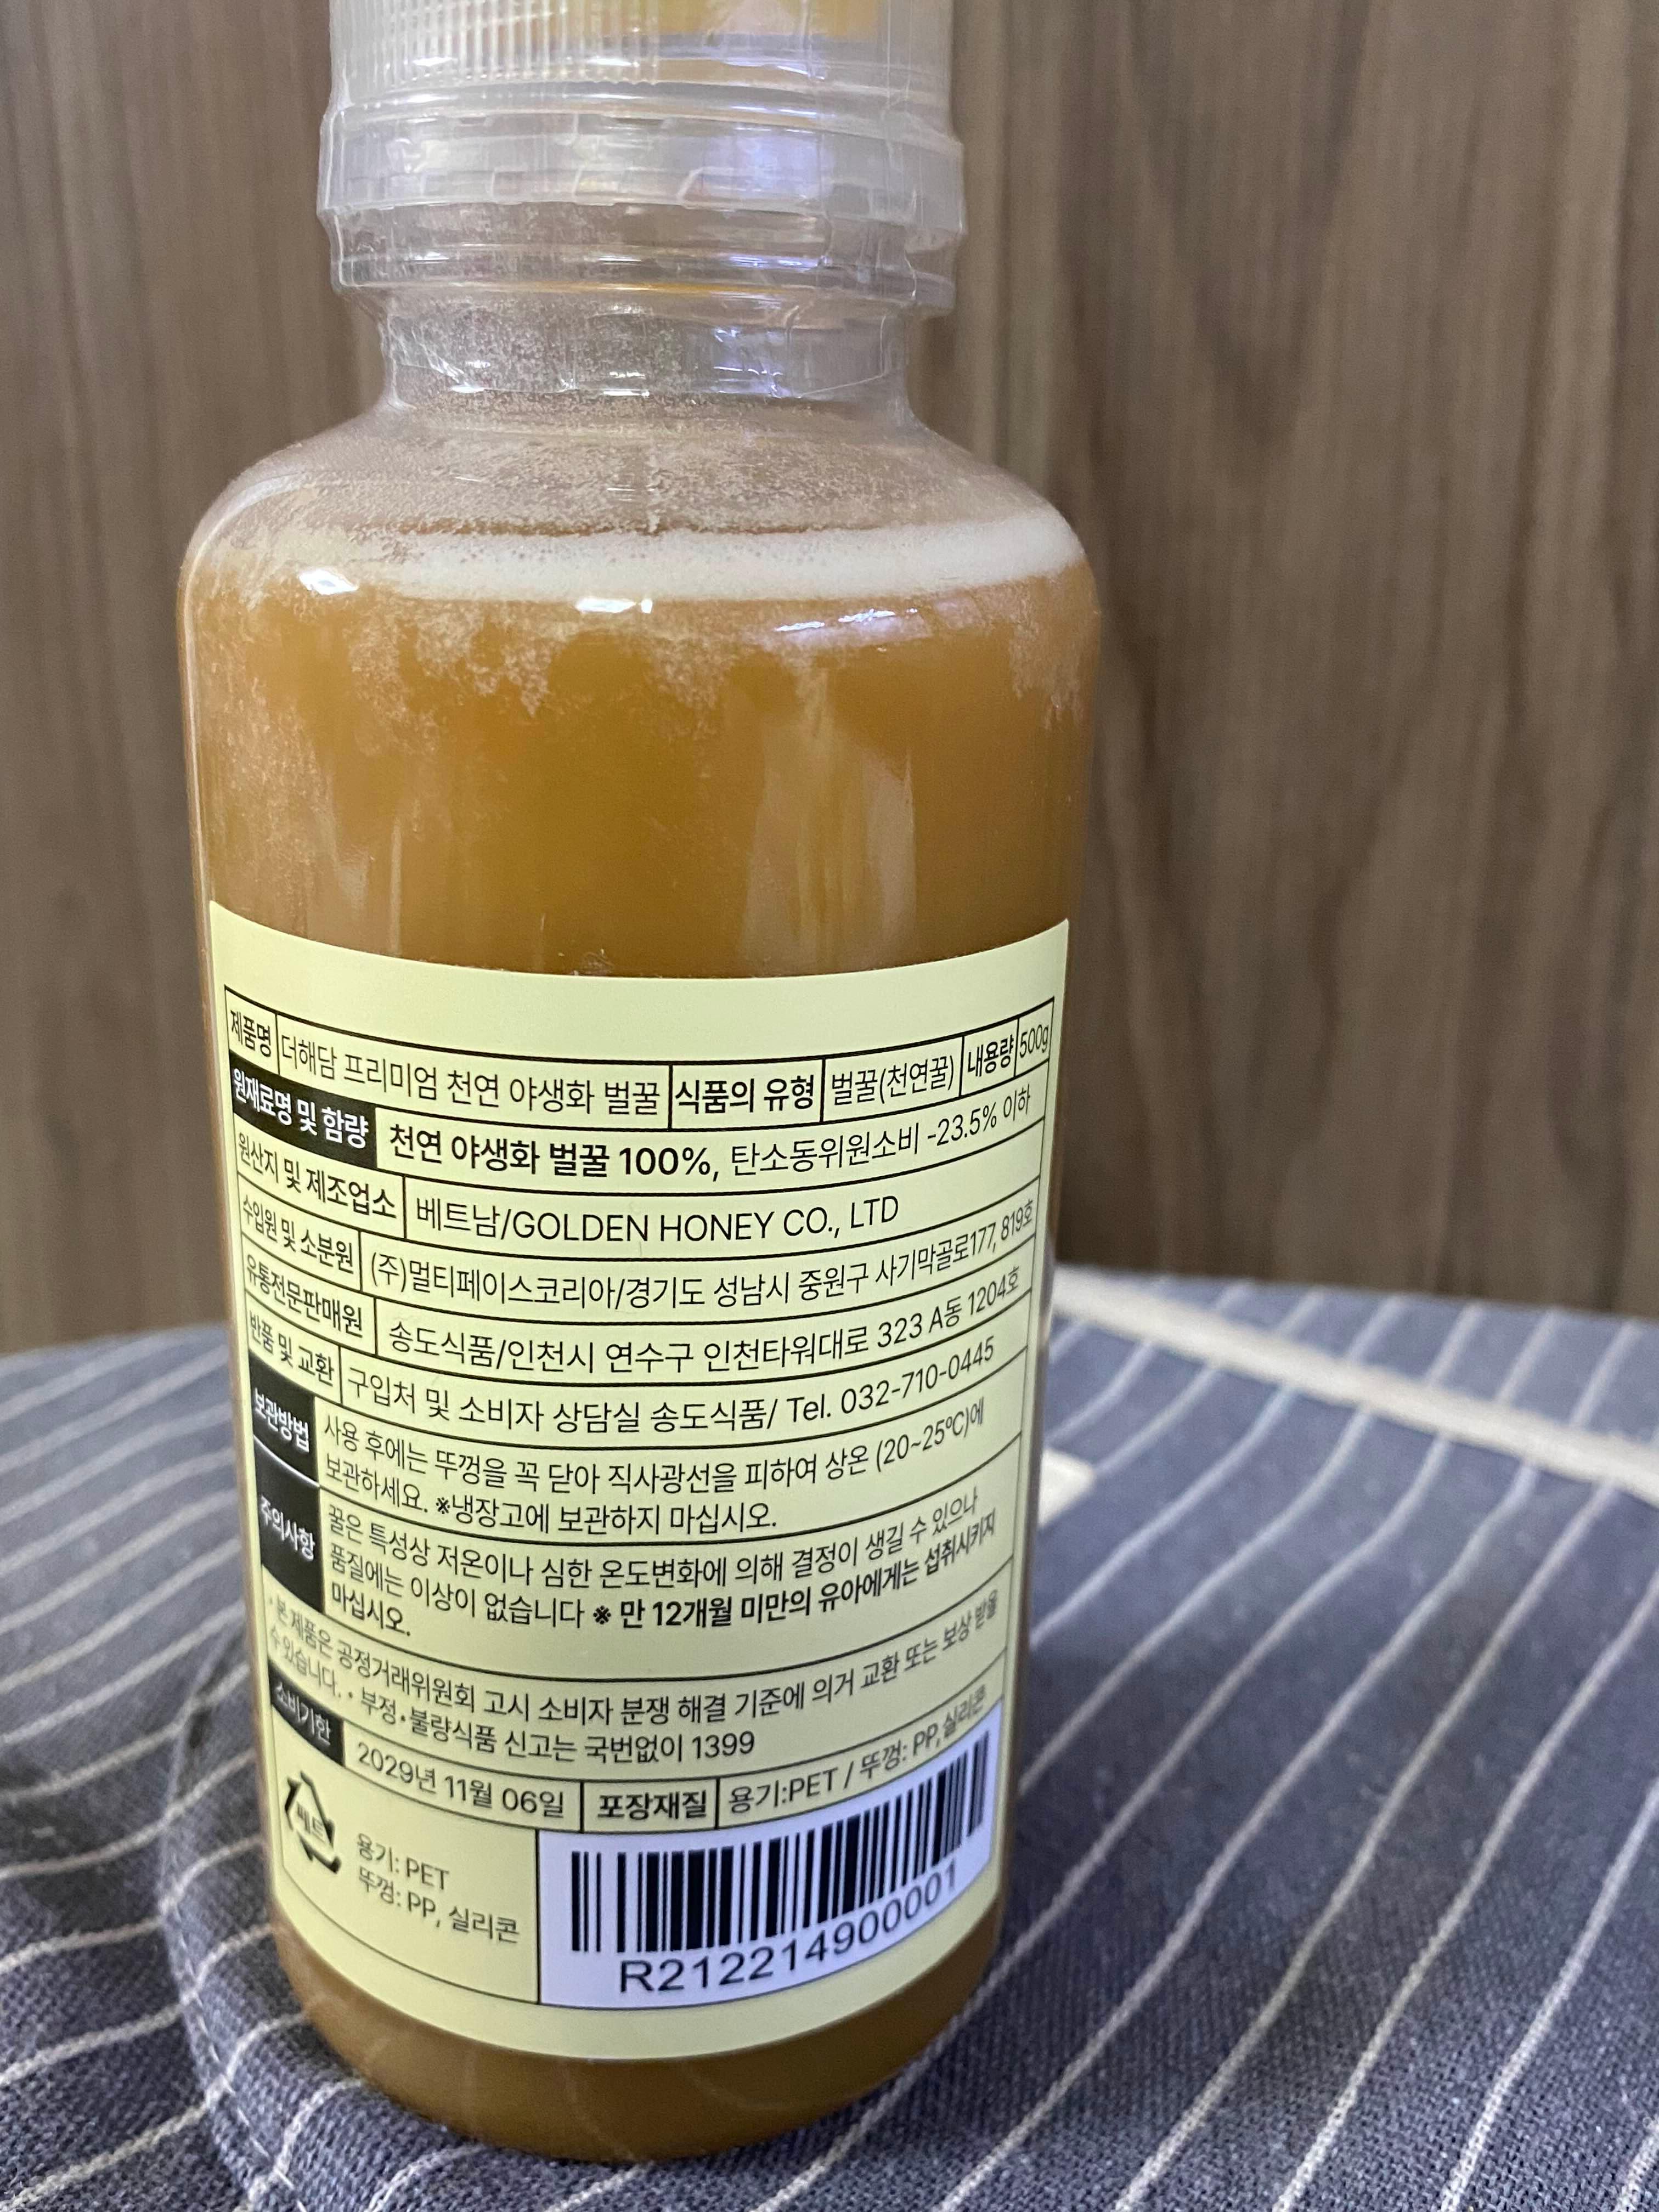 제품명 더해담 프리미엄 천연 야생화 벌꿀 식품의 유형 벌꿀(천연꿀) 내용량 500g
원재료명 및 함량 천연 야생화 벌꿀 100%, 탄소동위원소비 -23.5% 이하
원산지 및 제조업소 베트남/GOLDEN HONEY CO., LTD
수입원 및 소분원 (주)멀티페이스코리아/경기도 성남시 중원구 사기막골로177, 819호
유통전문판매원 송도식품/인천시 연수구 인천타워대로 323 A동 1204호
반품 및 교환 구입처 및 소비자 상담실 송도식품/ Tel. 032-710-0445
보관방법 사용 후에는 뚜껑을 꼭 닫아 직사광선을 피하여 상온 (20~25℃)에
보관하세요. ※냉장고에 보관하지 마십시오.
주의사항 꿀은 특성상 저온이나 심한 온도변화에 의해 결정이 생길 수 있으나
품질에는 이상이 없습니다 ※ 만 12개월 미만의 유아에게는 섭취시키지
마십시오.
• 본 제품은 공정거래위원회 고시 소비자 분쟁 해결 기준에 의거 교환 또는 보상 받을
수 있습니다. • 부정•불량식품 신고는 국번없이 1399
소비기한 2029년 11월 06일 포장재질 용기:PET / 뚜껑: PP, 실리콘
페트
용기: PET
뚜껑: PP, 실리콘
R2122149000001